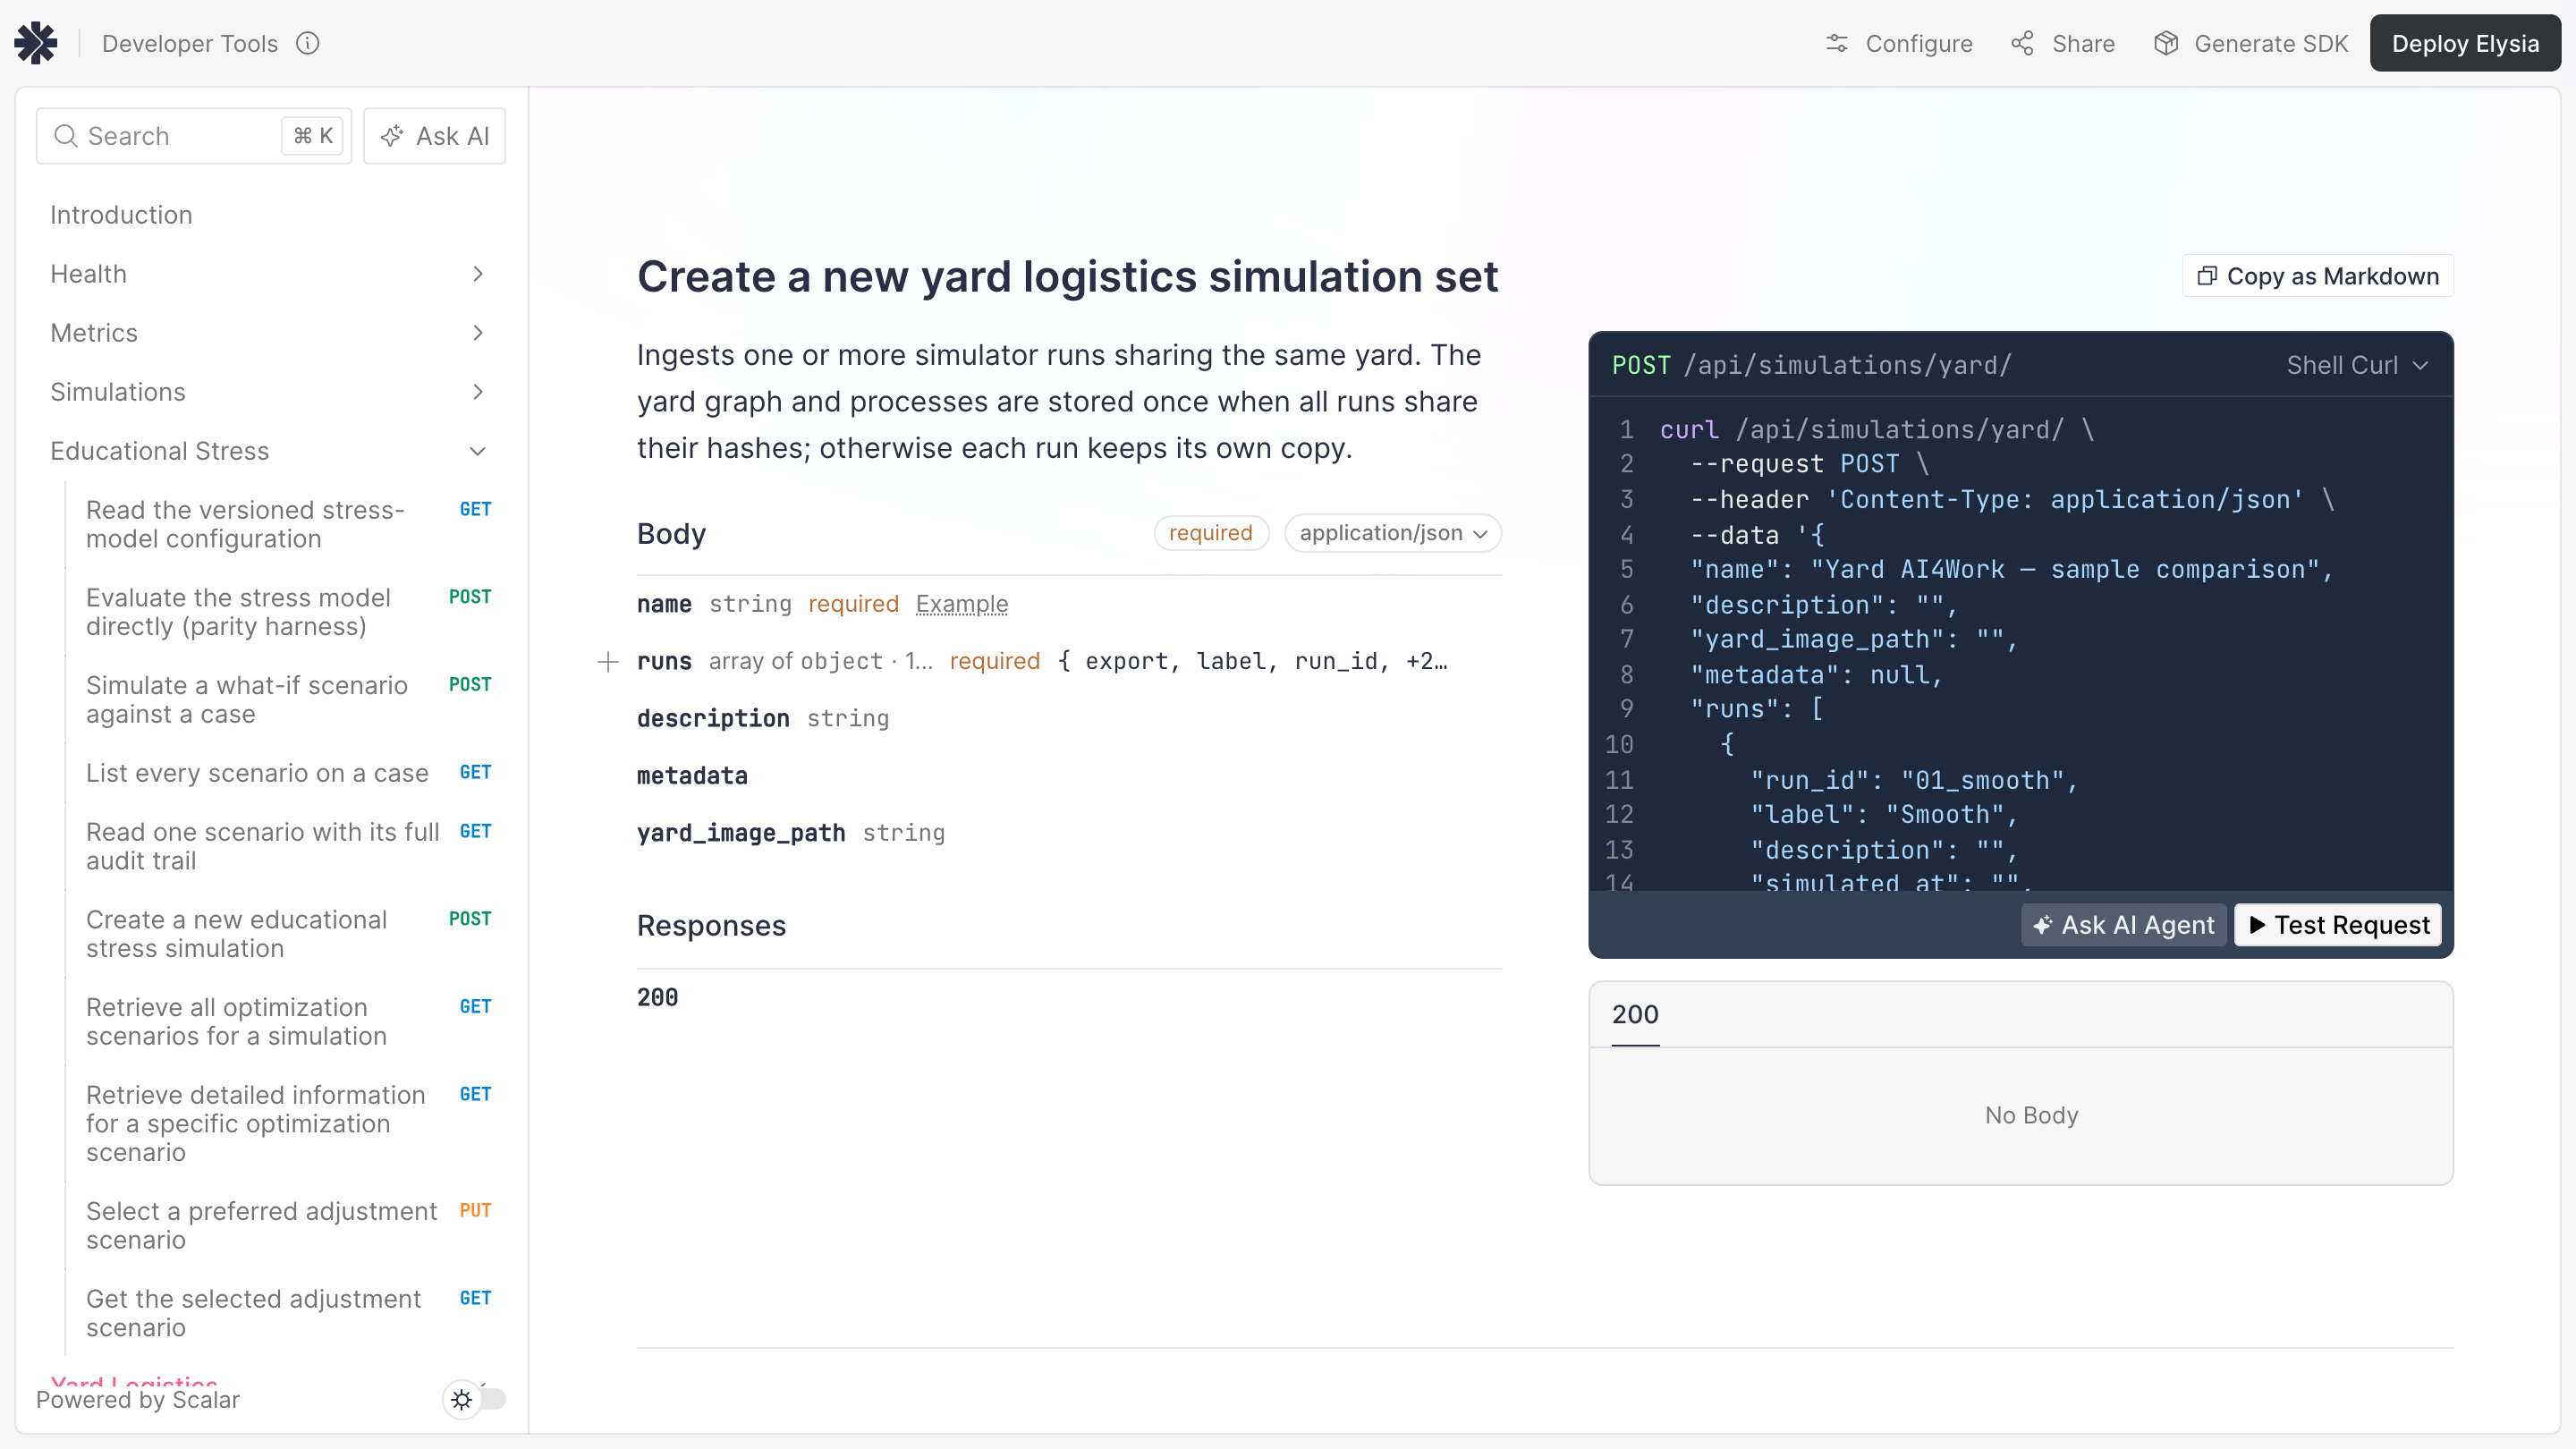 Developer Tools
Configure
Share
Generate SDK
Deploy Elysia
Search
⌘ K
Ask AI
Introduction
Health
Metrics
Simulations
Educational Stress
Read the versioned stress-
model configuration
GET
Evaluate the stress model
directly (parity harness)
POST
Simulate a what-if scenario
against a case
POST
List every scenario on a case
GET
Read one scenario with its full
audit trail
GET
Create a new educational
stress simulation
POST
Retrieve all optimization
scenarios for a simulation
GET
Retrieve detailed information
for a specific optimization
scenario
GET
Select a preferred adjustment
scenario
PUT
Get the selected adjustment
scenario
GET
Yard Logistics
Powered by Scalar
Create a new yard logistics simulation set
Copy as Markdown
Ingests one or more simulator runs sharing the same yard. The
yard graph and processes are stored once when all runs share
their hashes; otherwise each run keeps its own copy.
Body
required
application/json
name string required Example
runs array of object · 1… required { export, label, run_id, +2…
description string
metadata
yard_image_path string
Responses
200
POST /api/simulations/yard/
Shell Curl
1 curl /api/simulations/yard/ \
2 --request POST \
3 --header 'Content-Type: application/json' \
4 --data '{
5 "name": "Yard AI4Work — sample comparison",
6 "description": "",
7 "yard_image_path": "",
8 "metadata": null,
9 "runs": [
10 {
11 "run_id": "01_smooth",
12 "label": "Smooth",
13 "description": "",
14 "simulated_at": "",
Ask AI Agent
Test Request
200
No Body